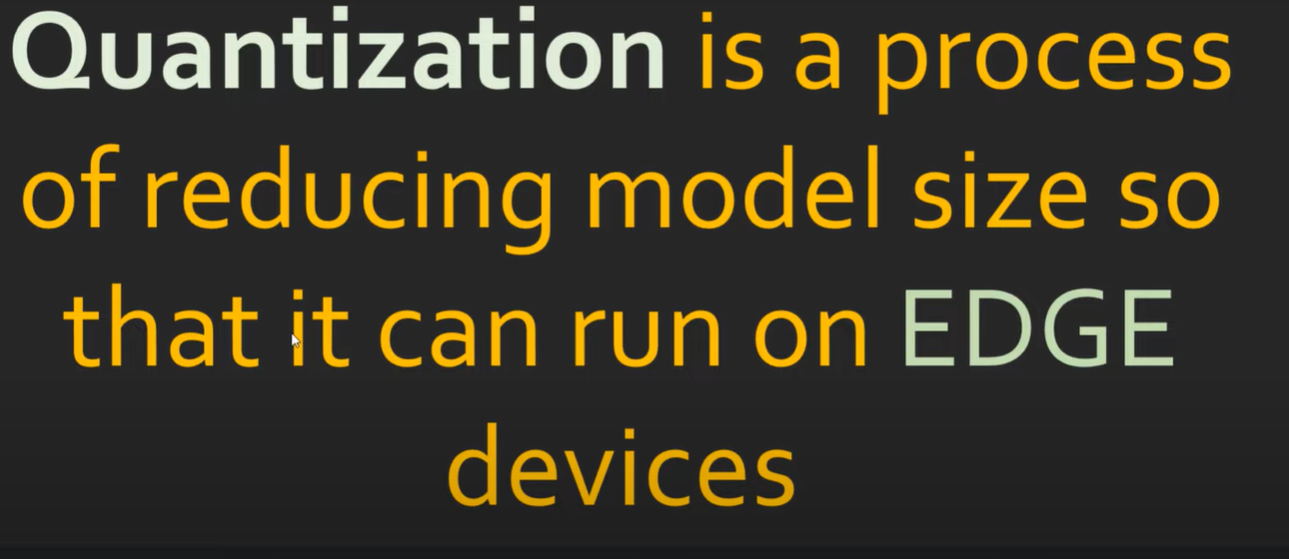 Quantization is a process
of reducing model size so
that it can run on EDGE
devices